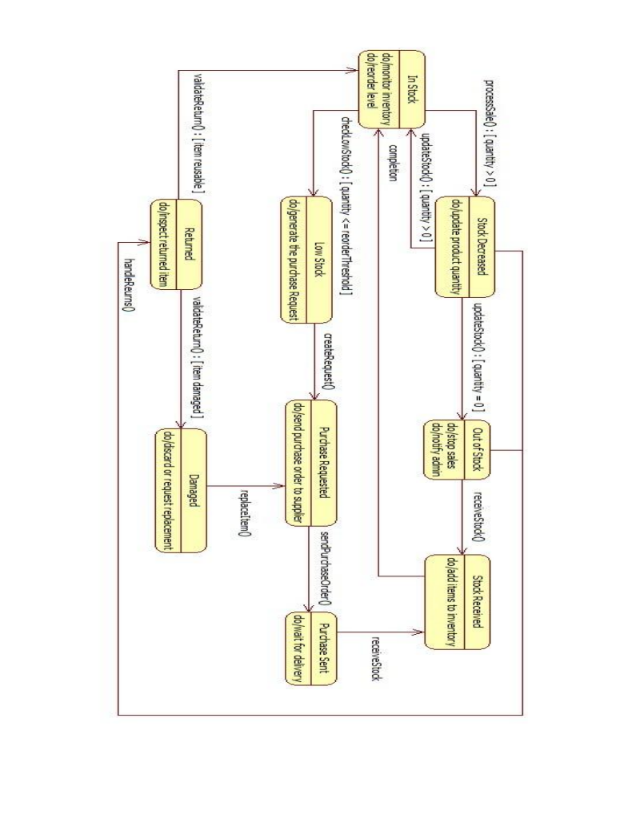 processSale() : [ quantity > 0 ]
Stock Decreased
do/update product quantity
updateStock() : [ quantity = 0 ]
Out of Stock
do/stop sales
do/notify admin
receiveStock()
Stock Received
do/add items to inventory
In Stock
do/monitor inventory
do/reorder level
updateStock() : [ quantity > 0 ]
completion
checkLowStock() : [ quantity <= reorderThreshold ]
Low Stock
do/generate the purchase Request
createRequest()
Purchase Requested
do/send purchase order to supplier
sendPurchaseOrder()
Purchase Sent
do/wait for delivery
receiveStock
validateReturn() : [ item reusable ]
Returned
do/inspect returned item
validateReturn() : [ item damaged ]
Damaged
do/discard or request replacement
replaceItem()
handleReurns()